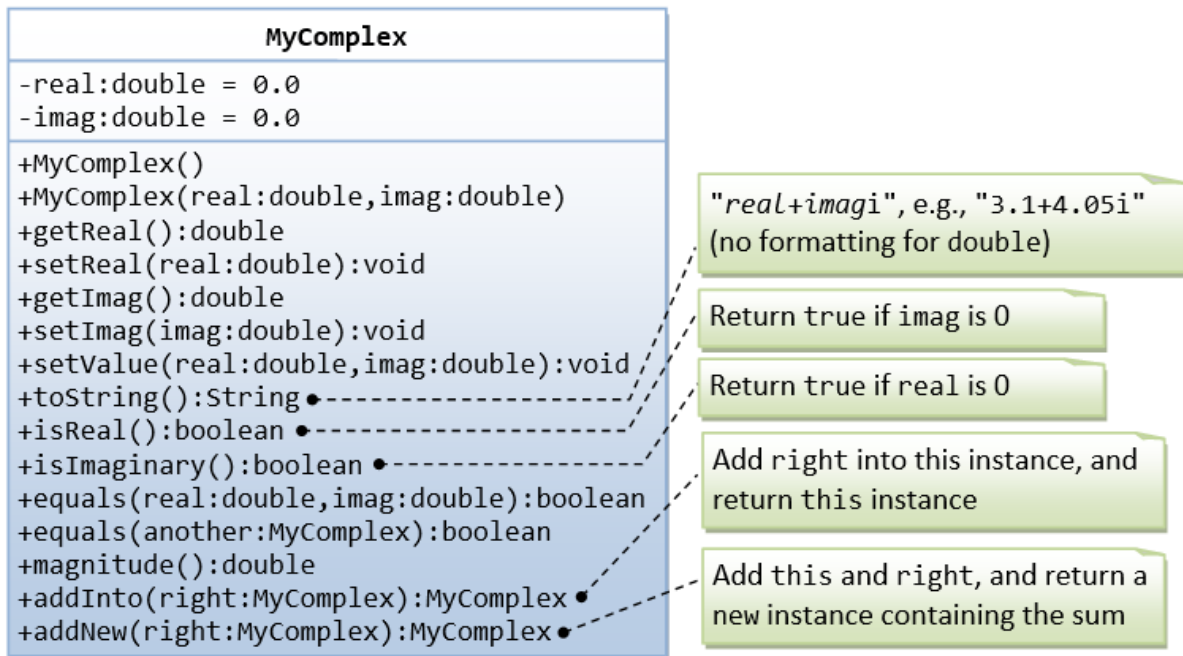 MyComplex
-real:double = 0.0
-imag:double = 0.0
+MyComplex()
+MyComplex(real:double,imag:double)
+getReal():double
+setReal(real:double):void
+getImag():double
+setImag(imag:double):void
+setValue(real:double,imag:double):void
+toString():String
+isReal():boolean
+isImaginary():boolean
+equals(real:double,imag:double):boolean
+equals(another:MyComplex):boolean
+magnitude():double
+addInto(right:MyComplex):MyComplex
+addNew(right:MyComplex):MyComplex
"real+imagi", e.g., "3.1+4.05i"
(no formatting for double)
Return true if imag is 0
Return true if real is 0
Add right into this instance, and
return this instance
Add this and right, and return a
new instance containing the sum